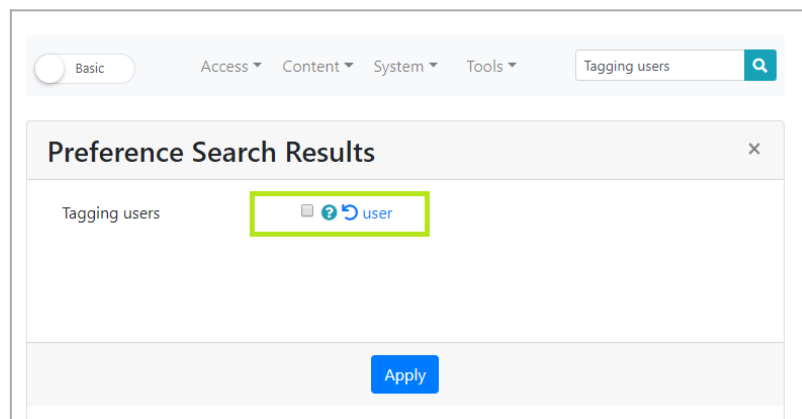 Basic Access Content System Tools Tagging users
Preference Search Results ×
Tagging users ? user
Apply